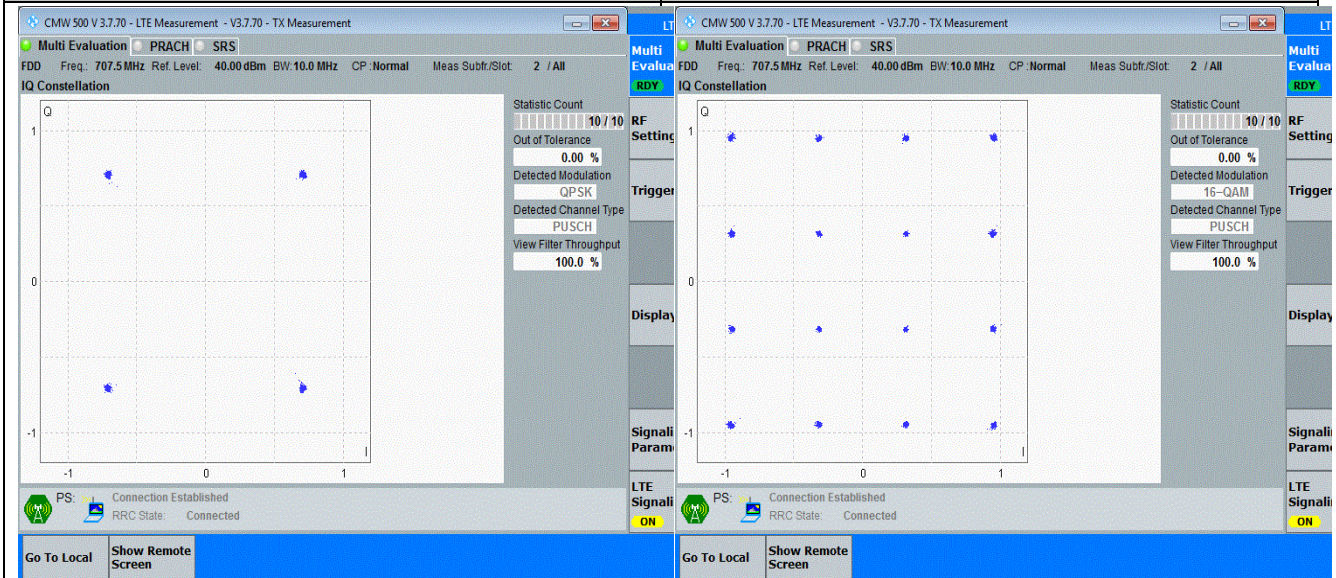 CMW 500 V 3.7.70 - LTE Measurement - V3.7.70 - TX Measurement
LT
Multi Evaluation PRACH SRS
FDD Freq.: 707.5 MHz Ref. Level: 40.00 dBm BW: 10.0 MHz CP : Normal Meas Subfr./Slot: 2 / All
IQ Constellation
Q
1
0
-1
-1 0 1
I
Statistic Count
10 / 10
Out of Tolerance
0.00 %
Detected Modulation
QPSK
Detected Channel Type
PUSCH
View Filter Throughput
100.0 %
Multi
Evalua
RDY
RF
Setting
Trigger
Display
Signali
Param
LTE
Signali
ON
PS: Connection Established
RRC State: Connected
Go To Local
Show Remote
Screen
CMW 500 V 3.7.70 - LTE Measurement - V3.7.70 - TX Measurement
LT
Multi Evaluation PRACH SRS
FDD Freq.: 707.5 MHz Ref. Level: 40.00 dBm BW: 10.0 MHz CP : Normal Meas Subfr./Slot: 2 / All
IQ Constellation
Q
1
0
-1
-1 0 1
I
Statistic Count
10 / 10
Out of Tolerance
0.00 %
Detected Modulation
16-QAM
Detected Channel Type
PUSCH
View Filter Throughput
100.0 %
Multi
Evalua
RDY
RF
Setting
Trigger
Display
Signalin
Parame
LTE
Signalin
ON
PS: Connection Established
RRC State: Connected
Go To Local
Show Remote
Screen